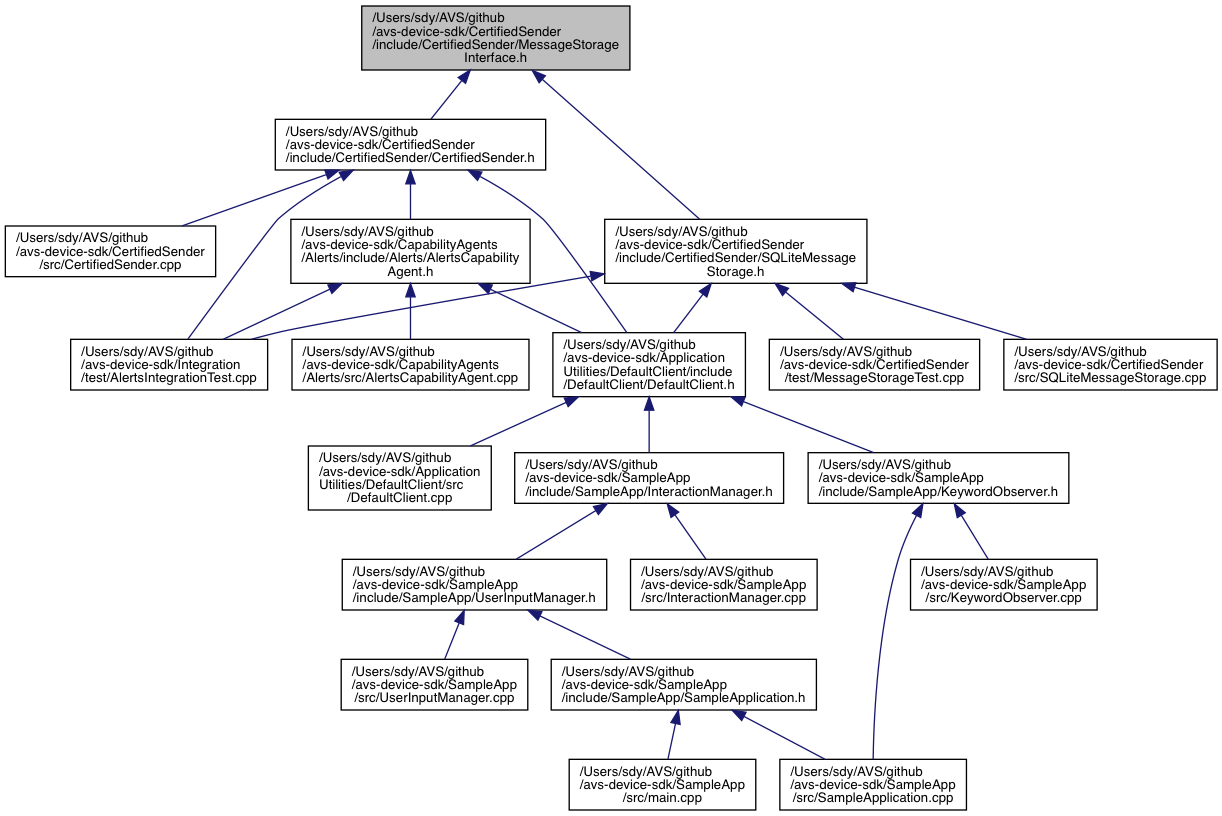 /Users/sdy/AVS/github
/avs-device-sdk/CertifiedSender
/include/CertifiedSender/MessageStorage
Interface.h
/Users/sdy/AVS/github
/avs-device-sdk/CertifiedSender
/include/CertifiedSender/CertifiedSender.h
/Users/sdy/AVS/github
/avs-device-sdk/CertifiedSender
/src/CertifiedSender.cpp
/Users/sdy/AVS/github
/avs-device-sdk/CapabilityAgents
/Alerts/include/Alerts/AlertsCapability
Agent.h
/Users/sdy/AVS/github
/avs-device-sdk/CertifiedSender
/include/CertifiedSender/SQLiteMessage
Storage.h
/Users/sdy/AVS/github
/avs-device-sdk/Integration
/test/AlertsIntegrationTest.cpp
/Users/sdy/AVS/github
/avs-device-sdk/CapabilityAgents
/Alerts/src/AlertsCapabilityAgent.cpp
/Users/sdy/AVS/github
/avs-device-sdk/Application
Utilities/DefaultClient/include
/DefaultClient/DefaultClient.h
/Users/sdy/AVS/github
/avs-device-sdk/CertifiedSender
/test/MessageStorageTest.cpp
/Users/sdy/AVS/github
/avs-device-sdk/CertifiedSender
/src/SQLiteMessageStorage.cpp
/Users/sdy/AVS/github
/avs-device-sdk/Application
Utilities/DefaultClient/src
/DefaultClient.cpp
/Users/sdy/AVS/github
/avs-device-sdk/SampleApp
/include/SampleApp/InteractionManager.h
/Users/sdy/AVS/github
/avs-device-sdk/SampleApp
/include/SampleApp/KeywordObserver.h
/Users/sdy/AVS/github
/avs-device-sdk/SampleApp
/include/SampleApp/UserInputManager.h
/Users/sdy/AVS/github
/avs-device-sdk/SampleApp
/src/InteractionManager.cpp
/Users/sdy/AVS/github
/avs-device-sdk/SampleApp
/src/KeywordObserver.cpp
/Users/sdy/AVS/github
/avs-device-sdk/SampleApp
/src/UserInputManager.cpp
/Users/sdy/AVS/github
/avs-device-sdk/SampleApp
/include/SampleApp/SampleApplication.h
/Users/sdy/AVS/github
/avs-device-sdk/SampleApp
/src/main.cpp
/Users/sdy/AVS/github
/avs-device-sdk/SampleApp
/src/SampleApplication.cpp